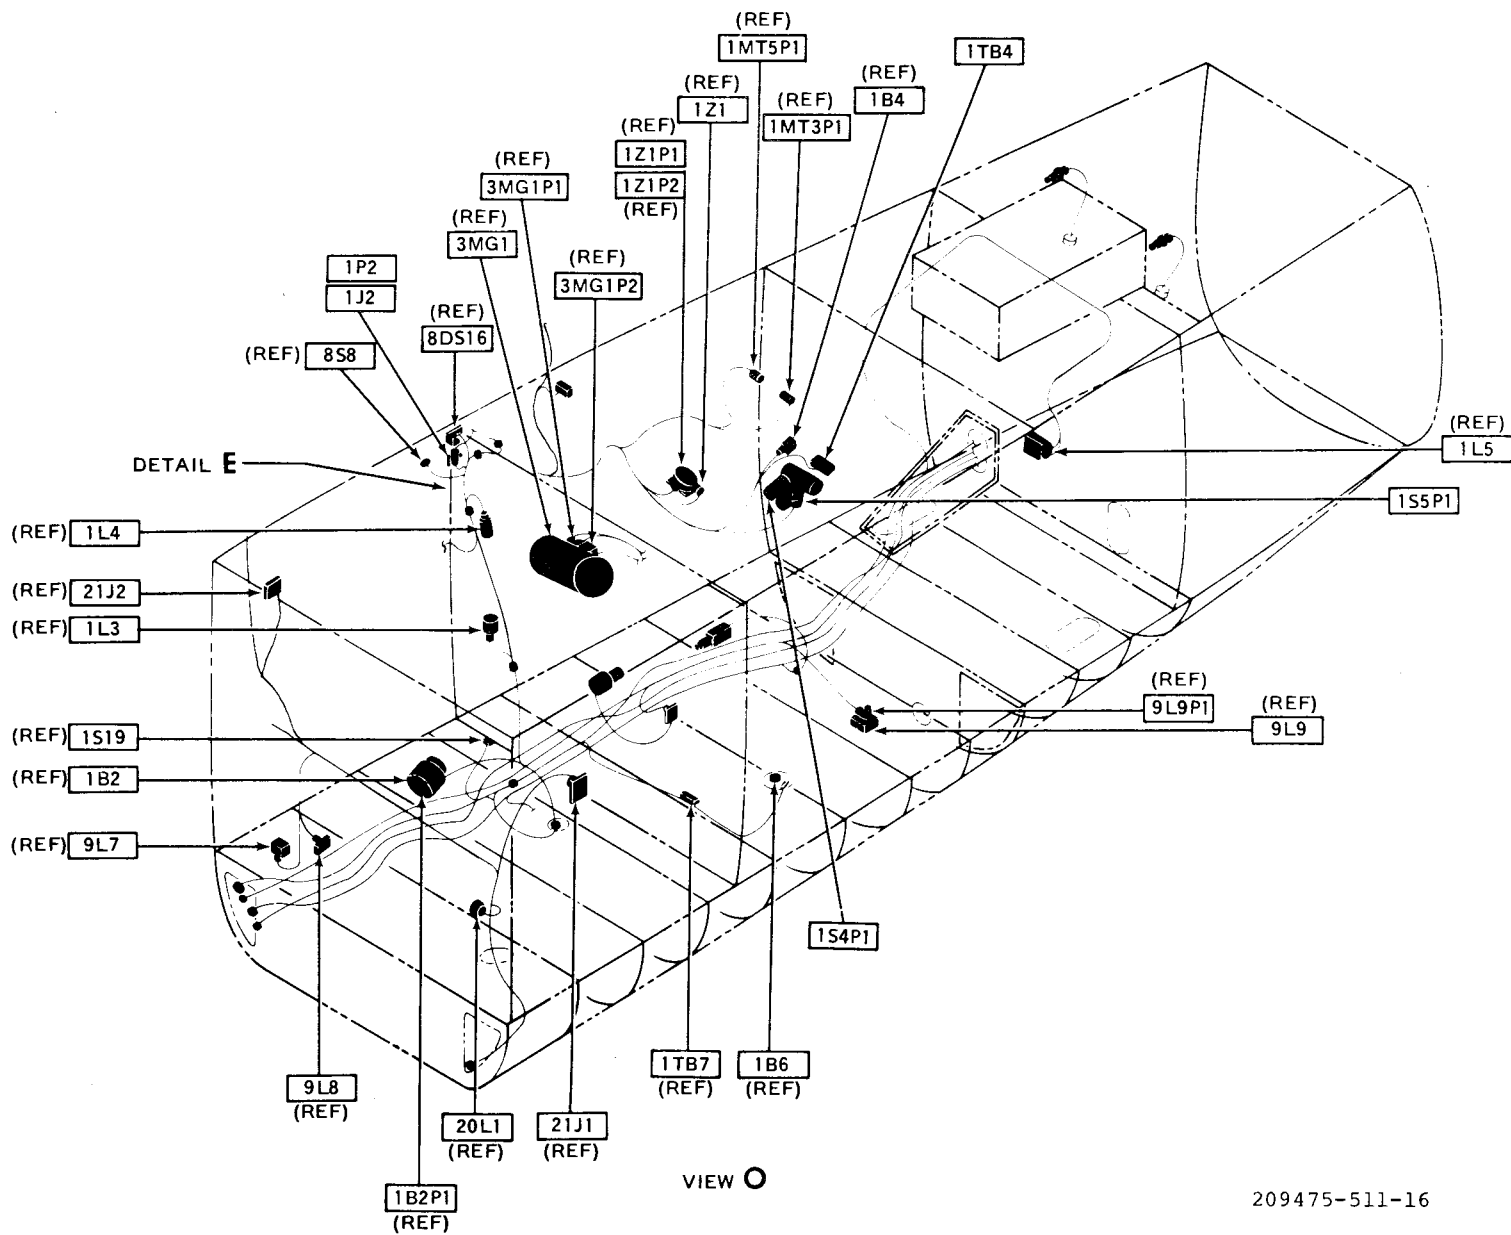 (REF)
1MT5P1
1TB4
(REF)
1B4
(REF)
1Z1
(REF)
1MT3P1
(REF)
1Z1P1
1Z1P2
(REF)
(REF)
3MG1P1
(REF)
3MG1
(REF)
3MG1P2
1P2
1J2
(REF)
8DS16
(REF) 8S8
DETAIL E
(REF)
1L5
1S5P1
(REF) 1L4
(REF) 21J2
(REF) 1L3
(REF)
9L9P1
(REF)
9L9
(REF) 1S19
(REF) 1B2
(REF) 9L7
1S4P1
9L8
(REF)
1TB7
(REF)
1B6
(REF)
20L1
(REF)
21J1
(REF)
1B2P1
(REF)
VIEW O
209475-511-16